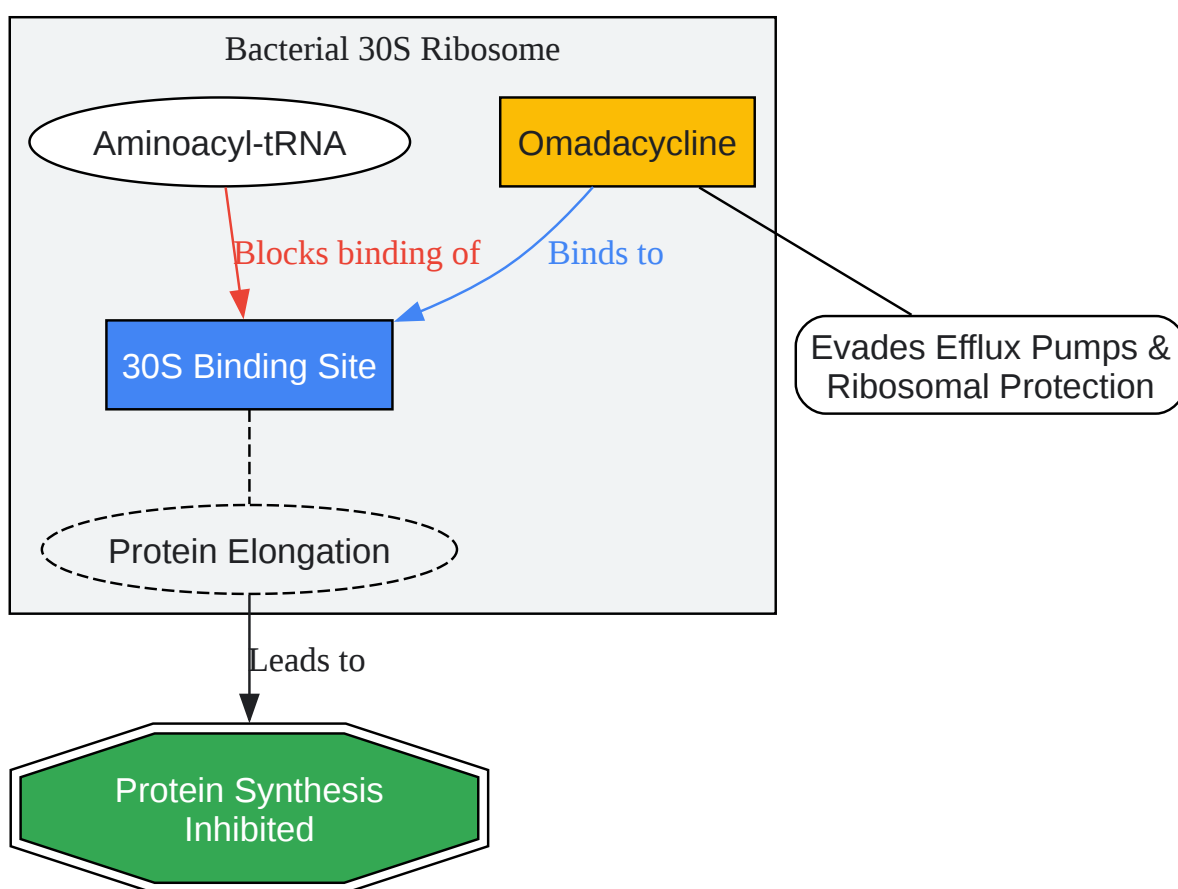 Bacterial 30S Ribosome
Aminoacyl-tRNA
Omadacycline
Blocks binding of
Binds to
30S Binding Site
Evades Efflux Pumps &
Ribosomal Protection
Protein Elongation
Leads to
Protein Synthesis
Inhibited